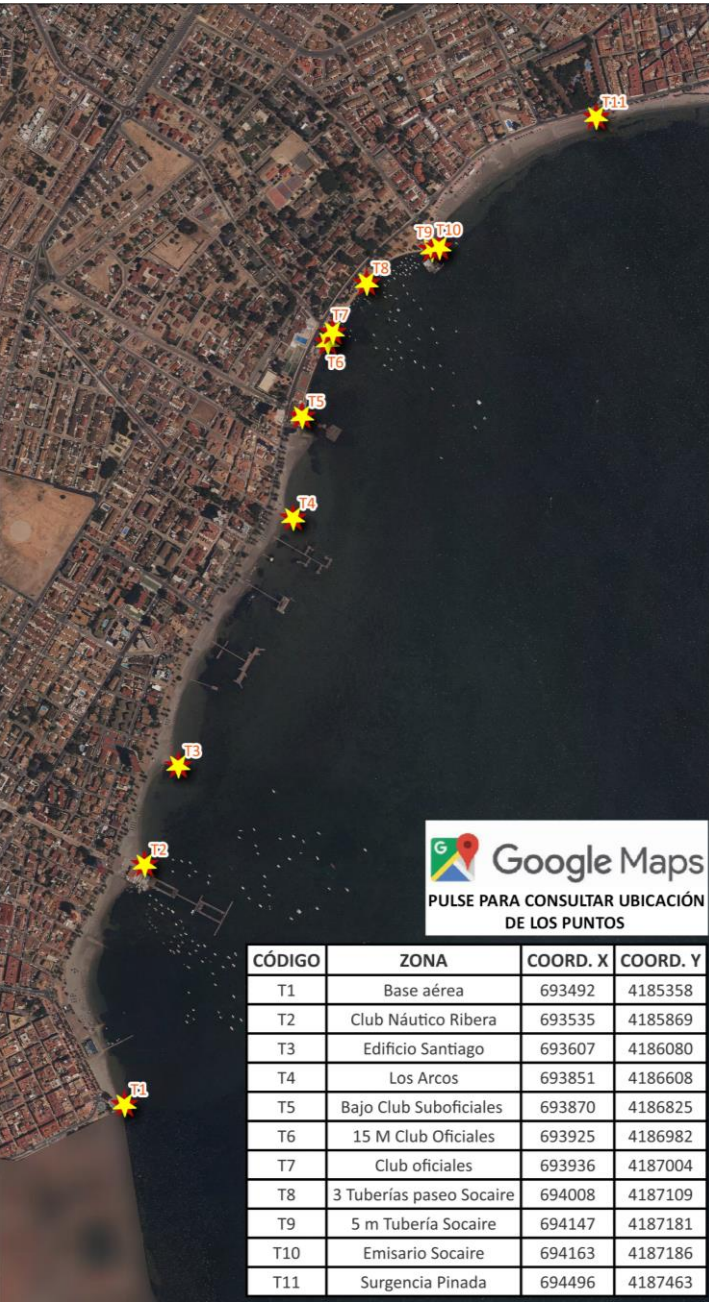 T11
T9 T10
T8
T7
T6
T5
T4
T3
T2
T1
G
Google Maps
PULSE PARA CONSULTAR UBICACIÓN
DE LOS PUNTOS
CÓDIGO ZONA COORD. X COORD. Y
T1 Base aérea 693492 4185358
T2 Club Náutico Ribera 693535 4185869
T3 Edificio Santiago 693607 4186080
T4 Los Arcos 693851 4186608
T5 Bajo Club Suboficiales 693870 4186825
T6 15 M Club Oficiales 693925 4186982
T7 Club oficiales 693936 4187004
T8 3 Tuberías paseo Socaire 694008 4187109
T9 5 m Tubería Socaire 694147 4187181
T10 Emisario Socaire 694163 4187186
T11 Surgencia Pinada 694496 4187463